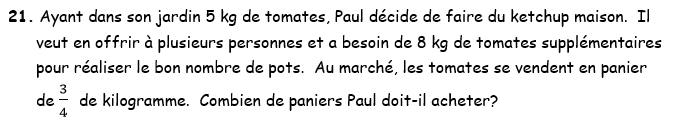 21. Ayant dans son jardin 5 kg de tomates, Paul décide de faire du ketchup maison. Il
veut en offrir à plusieurs personnes et a besoin de 8 kg de tomates supplémentaires
pour réaliser le bon nombre de pots. Au marché, les tomates se vendent en panier
de 3/4 de kilogramme. Combien de paniers Paul doit-il acheter?